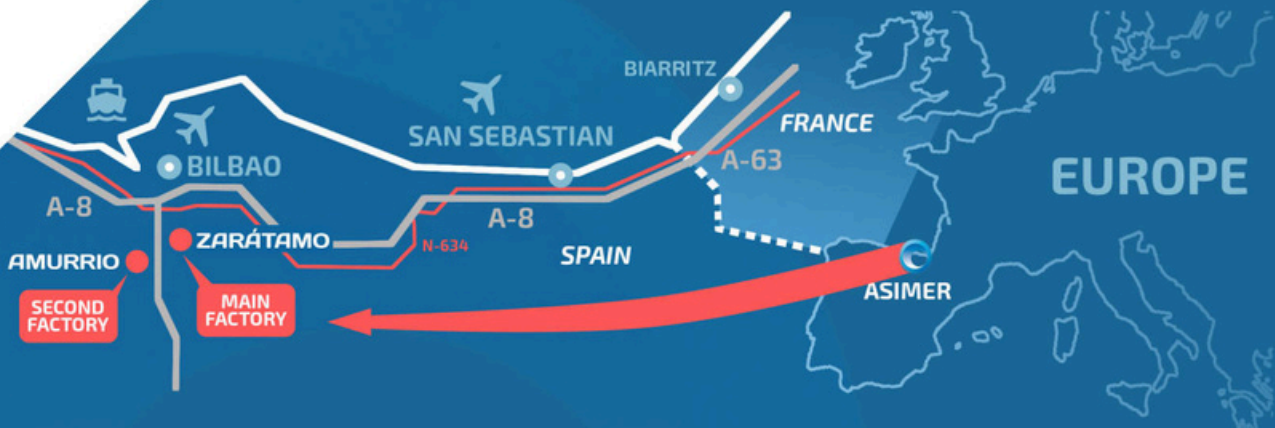 BIARRITZ
FRANCE
SAN SEBASTIAN
BILBAO
A-63
EUROPE
A-8
A-8
ZARÁTAMO
N-634
SPAIN
AMURRIO
ASIMER
SECOND
FACTORY
MAIN
FACTORY